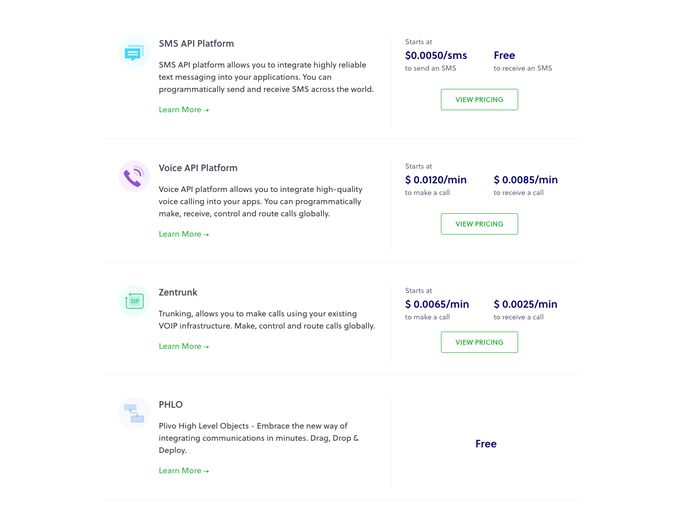 SMS API Platform
SMS API platform allows you to integrate highly reliable
text messaging into your applications. You can
programmatically send and receive SMS across the world.
Learn More →
Starts at
$0.0050/sms Free
to send an SMS to receive an SMS
VIEW PRICING
Voice API Platform
Voice API platform allows you to integrate high-quality
voice calling into your apps. You can programmatically
make, receive, control and route calls globally.
Learn More →
Starts at
$ 0.0120/min $ 0.0085/min
to make a call to receive a call
VIEW PRICING
SIP
Zentrunk
Trunking, allows you to make calls using your existing
VOIP infrastructure. Make, control and route calls globally.
Learn More →
Starts at
$ 0.0065/min $ 0.0025/min
to make a call to receive a call
VIEW PRICING
PHLO
Plivo High Level Objects - Embrace the new way of
integrating communications in minutes. Drag, Drop &
Deploy.
Learn More →
Free